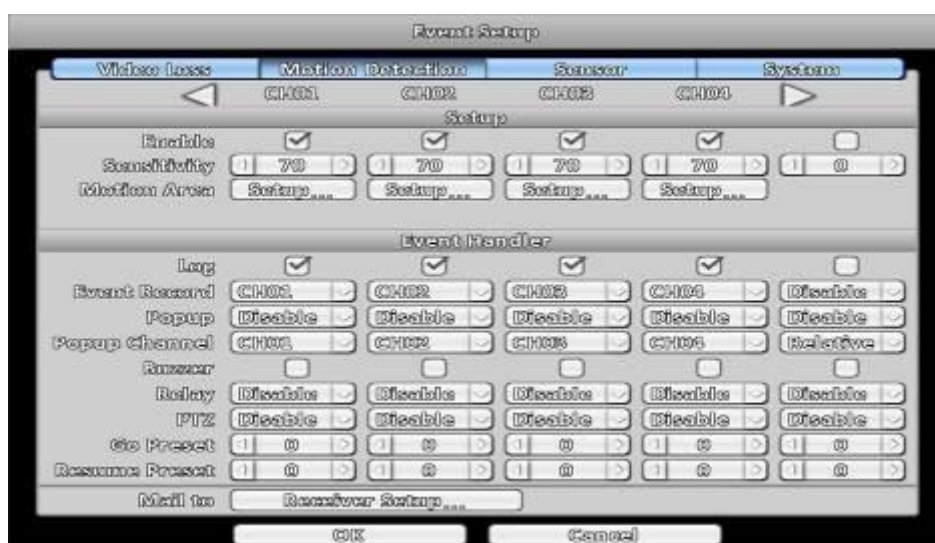 Event Setup
Video Loss Motion Detection Sensor System
CH01 CH02 CH03 CH04
Setup
Enable
Sensitivity 70 70 70 70 0
Motion Area Setup... Setup... Setup... Setup...
Event Handler
Log
Event Record CH01 CH02 CH03 CH04 Disable
Popup Disable Disable Disable Disable Disable
Popup Channel CH01 CH02 CH03 CH04 Relative
Buzzer
Relay Disable Disable Disable Disable Disable
PTZ Disable Disable Disable Disable Disable
Go Preset 0 0 0 0 0
Resume Preset 0 0 0 0 0
Mail to Receiver Setup...
OK Cancel